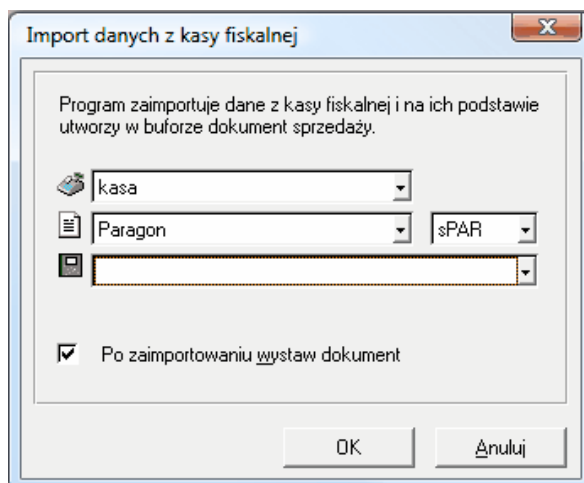 Import danych z kasy fiskalnej
Program zaimportuje dane z kasy fiskalnej i na ich podstawie
utworzy w buforze dokument sprzedaży.
kasa
Paragon sPAR
Po zaimportowaniu wystaw dokument
OK Anuluj